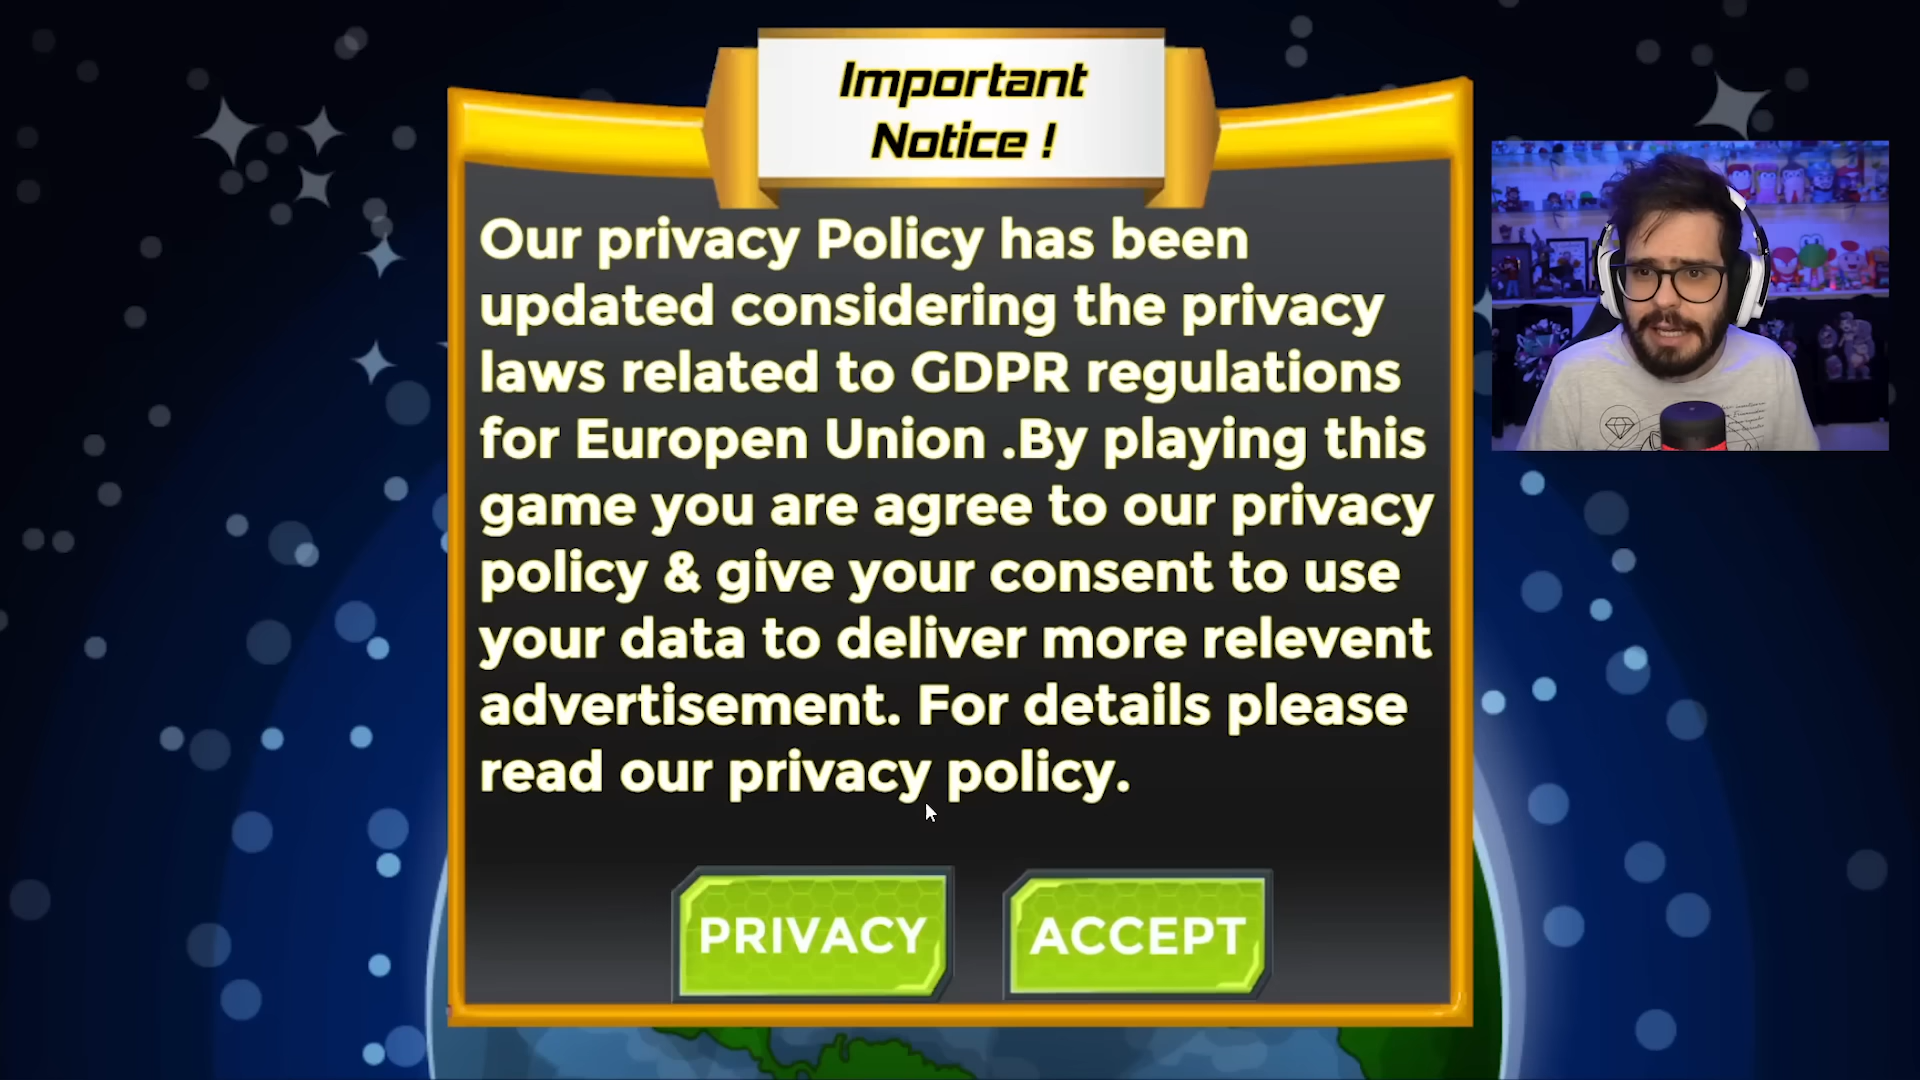 Important
Notice !
Our privacy Policy has been
updated considering the privacy
laws related to GDPR regulations
for Europen Union .By playing this
game you are agree to our privacy
policy & give your consent to use
your data to deliver more relevent
advertisement. For details please
read our privacy policy.
PRIVACY
ACCEPT